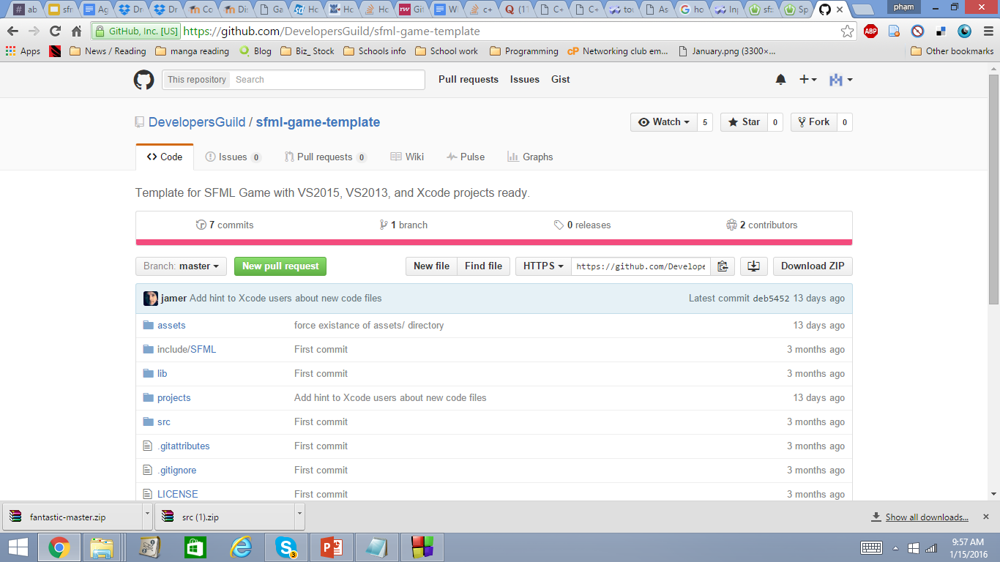 ab sfr Ag Dr Dr Co Dis Ga Ho Ho Ho Git W c+ (1 C+ C+ tou As ho Inp sf: Sp pham
GitHub, Inc. [US] https://github.com/DevelopersGuild/sfml-game-template ABP
Apps News / Reading manga reading Blog Biz_ Stock Schools info School work Programming cP Networking club em... January.png (3300×... Other bookmarks
This repository Search Pull requests Issues Gist
DevelopersGuild / sfml-game-template Watch 5 Star 0 Fork 0
Code Issues 0 Pull requests 0 Wiki Pulse Graphs
Template for SFML Game with VS2015, VS2013, and Xcode projects ready.
7 commits 1 branch 0 releases 2 contributors
Branch: master New pull request New file Find file HTTPS https://github.com/Develope Download ZIP
jamer Add hint to Xcode users about new code files Latest commit deb5452 13 days ago
assets force existance of assets/ directory 13 days ago
include/SFML First commit 3 months ago
lib First commit 3 months ago
projects Add hint to Xcode users about new code files 13 days ago
src First commit 3 months ago
.gitattributes First commit 3 months ago
.gitignore First commit 3 months ago
LICENSE First commit 3 months ago
fantastic-master.zip src (1).zip Show all downloads...
9:57 AM
1/15/2016